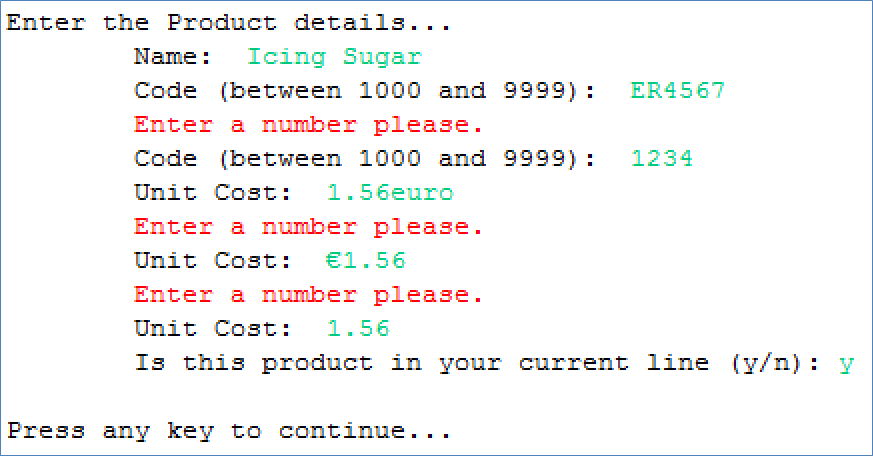 Enter the Product details...
Name:  Icing Sugar
Code (between 1000 and 9999):  ER4567
Enter a number please.
Code (between 1000 and 9999):  1234
Unit Cost:  1.56euro
Enter a number please.
Unit Cost:  €1.56
Enter a number please.
Unit Cost:  1.56
Is this product in your current line (y/n): y
Press any key to continue...